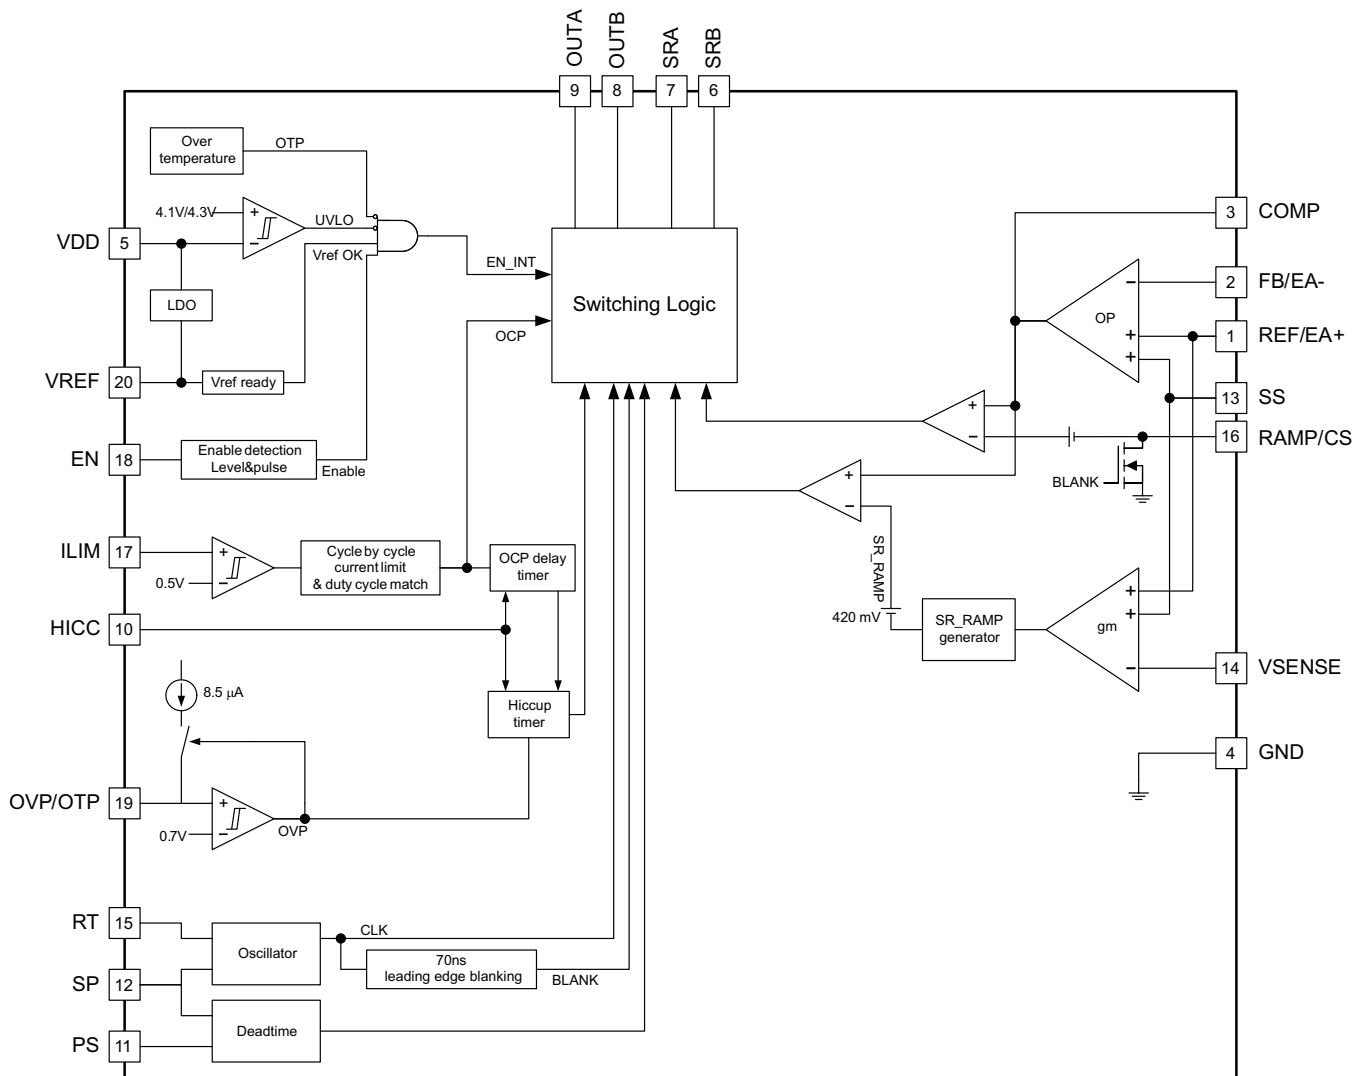 OUTA
OUTB
SRA
SRB
9
8
7
6
Over
temperature
OTP
4.1V/4.3V
+
−
UVLO
Vref OK
VDD
5
LDO
VREF
20
Vref ready
EN
18
Enable detection
Level&pulse
Enable
EN_INT
OCP
Switching Logic
3
COMP
2
FB/EA-
1
REF/EA+
13
SS
16
RAMP/CS
−
OP
+
+
+
−
BLANK
+
−
SR_RAMP
420 mV
SR_RAMP
generator
+
+
gm
−
14
VSENSE
4
GND
ILIM
17
+
0.5V
−
Cycle by cycle
current limit
& duty cycle match
OCP delay
timer
HICC
10
8.5 μA
Hiccup
timer
OVP/OTP
19
+
0.7V
−
OVP
RT
15
Oscillator
CLK
70ns
leading edge blanking
BLANK
SP
12
Deadtime
PS
11